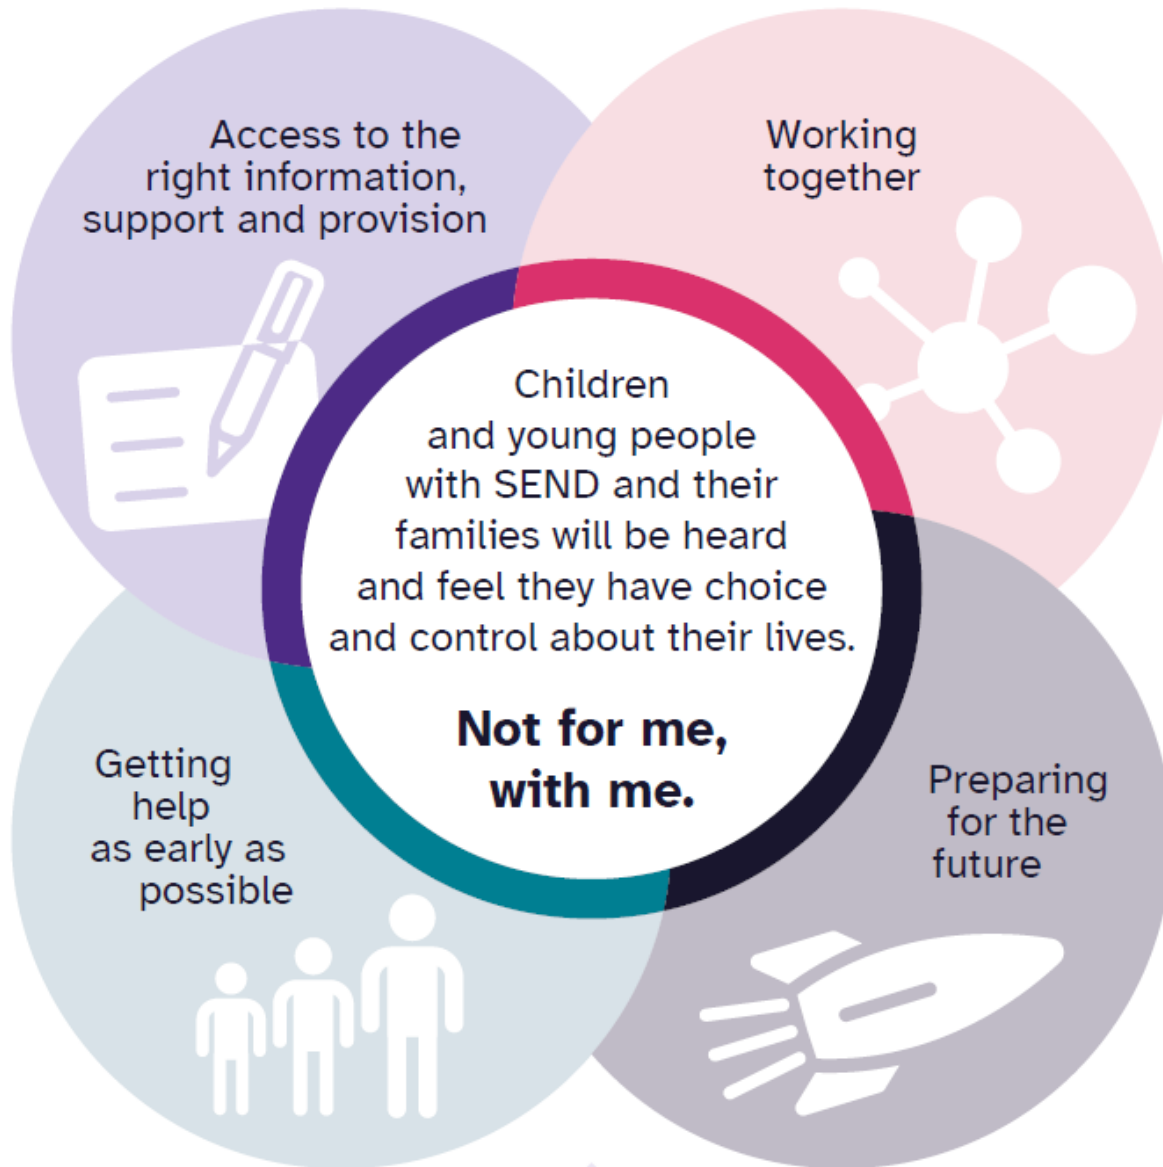 Access to the
right information,
support and provision
Working
together
Children
and young people
with SEND and their
families will be heard
and feel they have choice
and control about their lives.
Not for me,
with me.
Getting
help
as early as
possible
Preparing
for the
future